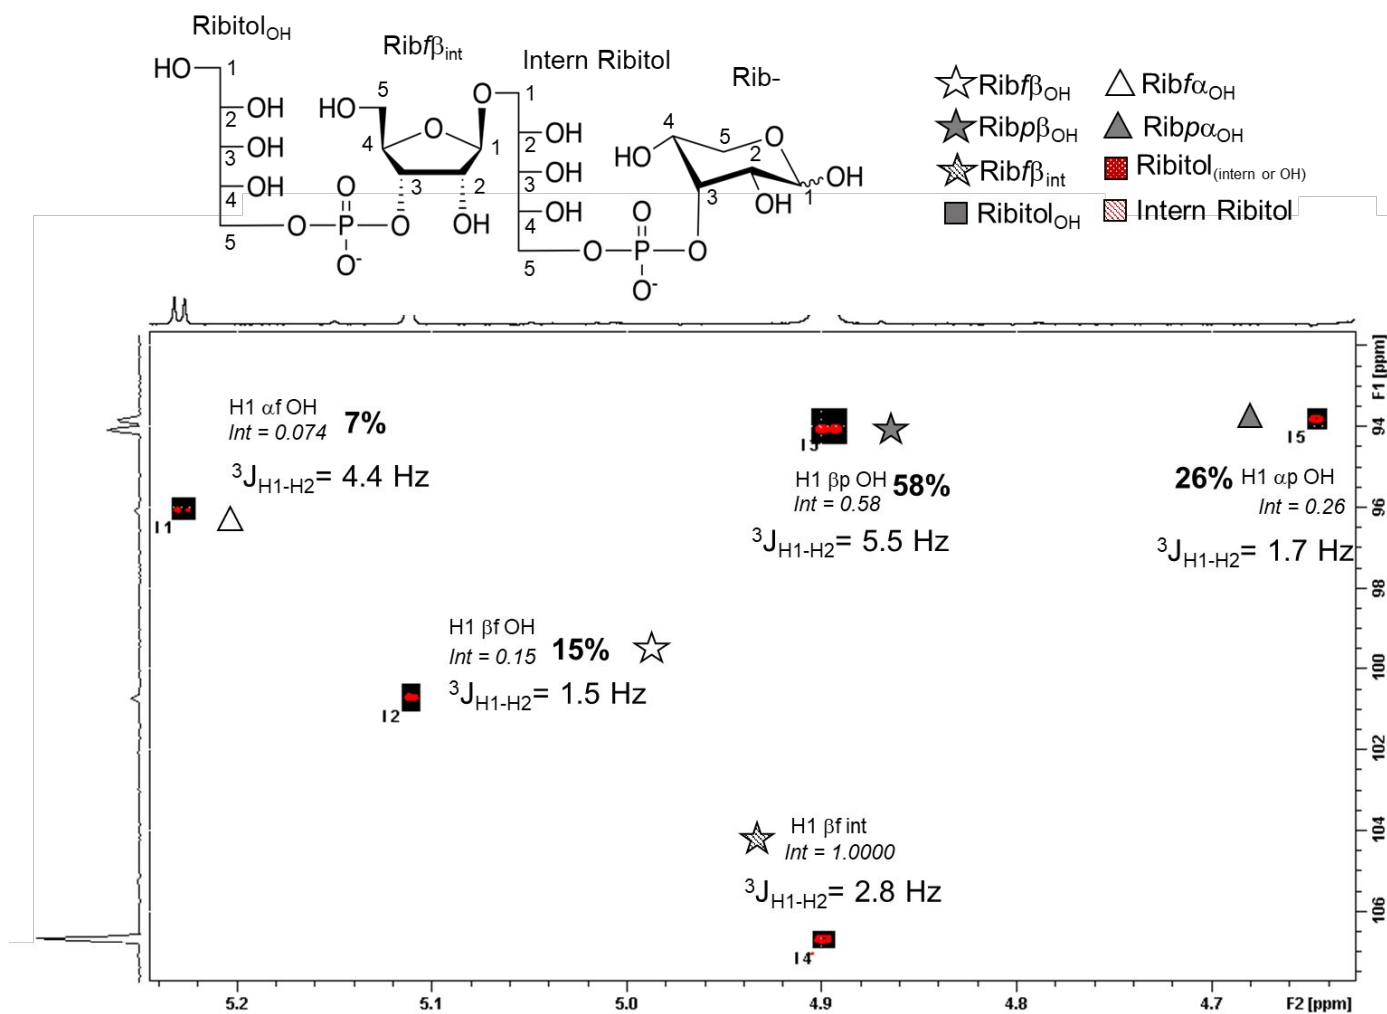 Ribitol_OH
Ribfβ_int
Intern Ribitol
Rib-
HO 1
2 OH
3 OH
4 OH
5
O
P
O
O
O-
HO 5
4
O
1
3
2
OH
O
1
2 OH
3 OH
4 OH
5
O
P
O
O
O-
4
5
O
HO
2
3
OH
1
OH
Ribfβ_OH
Ribfα_OH
Ribpβ_OH
Ribpα_OH
Ribfβ_int
Ribitol_(intern or OH)
Ribitol_OH
Intern Ribitol
H1 αf OH
Int = 0.074
7%
³J_H1-H2= 4.4 Hz
I1
I3
H1 βp OH
Int = 0.58
58%
³J_H1-H2= 5.5 Hz
I5
26%
H1 αp OH
Int = 0.26
³J_H1-H2= 1.7 Hz
H1 βf OH
Int = 0.15
15%
³J_H1-H2= 1.5 Hz
I2
H1 βf int
Int = 1.0000
³J_H1-H2= 2.8 Hz
I4
F1 [ppm]
94
96
98
100
102
104
106
5.2
5.1
5.0
4.9
4.8
4.7
F2 [ppm]